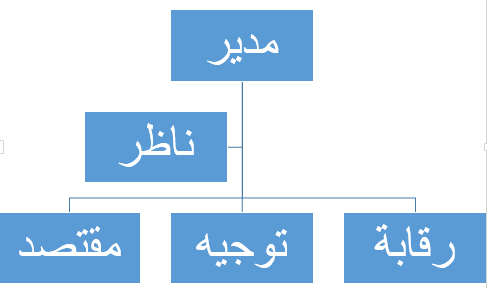 مدير
ناظر
رقابة
توجيه
مقتصد